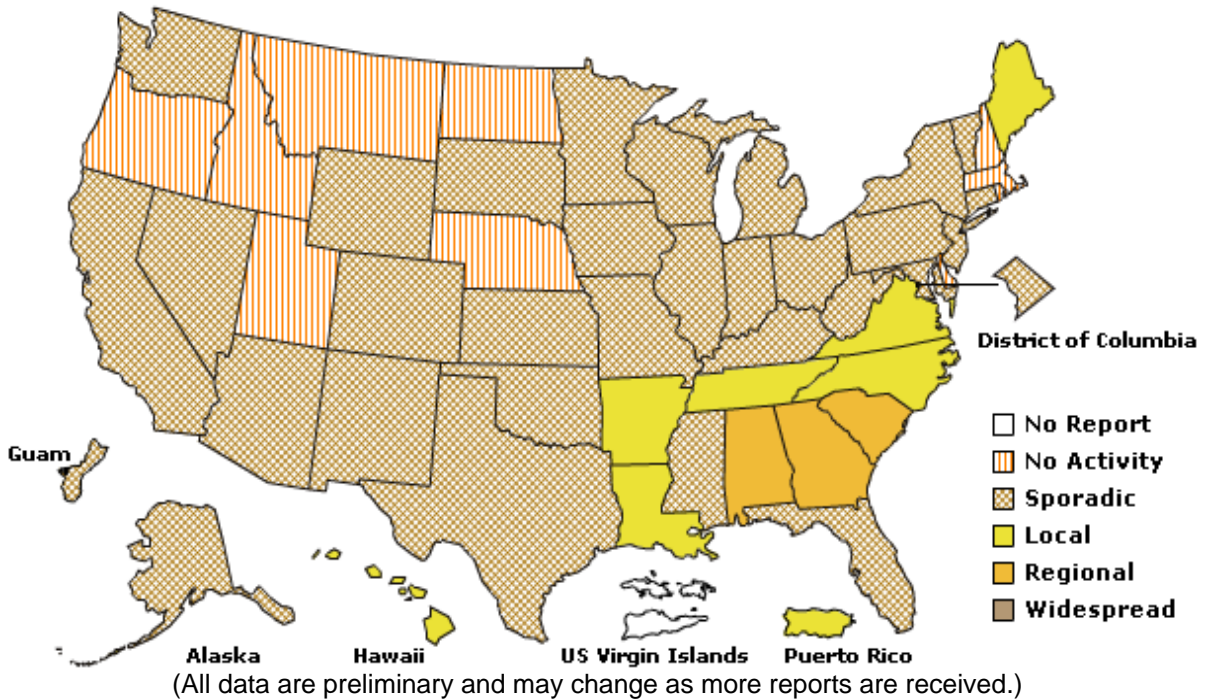 District of Columbia
No Report
No Activity
Guam
Sporadic
Local
Regional
Widespread
Alaska
Hawaii
US Virgin Islands
Puerto Rico
(All data are preliminary and may change as more reports are received.)